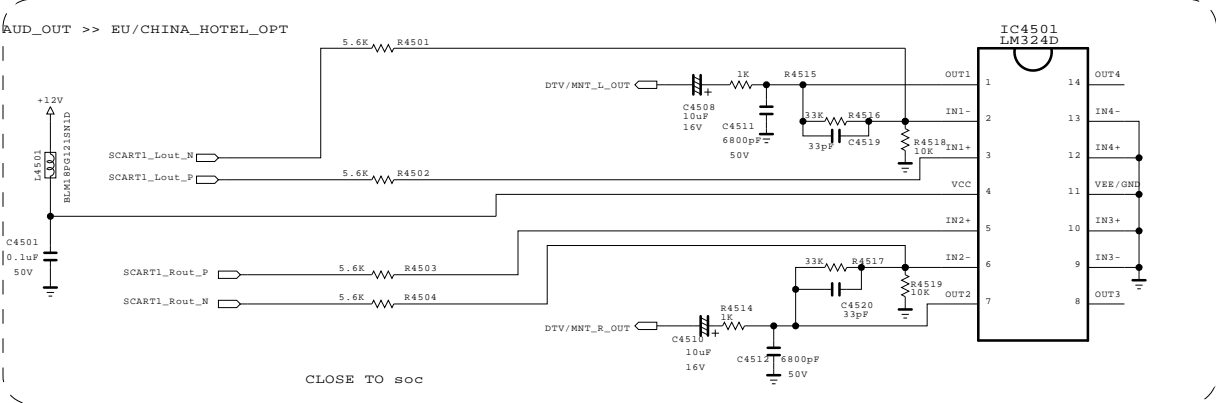 AUD_OUT >> EU/CHINA_HOTEL_OPT
IC4501
LM324D
5.6K R4501
DTV/MNT_L_OUT
C4508
10uF
16V
1K R4515
C4511
6800pF
50V
33K R4516
33pF C4519
R4518
10K
OUT1 1 14 OUT4
IN1- 2 13 IN4-
IN1+ 3 12 IN4+
VCC 4 11 VEE/GND
IN2+ 5 10 IN3+
IN2- 6 9 IN3-
OUT2 7 8 OUT3
+12V
L4501
BLM18PG121SN1D
SCART1_Lout_N
SCART1_Lout_P
5.6K R4502
C4501
0.1uF
50V
SCART1_Rout_P
5.6K R4503
SCART1_Rout_N
5.6K R4504
33K R4517
C4520
33pF
R4519
10K
DTV/MNT_R_OUT
R4514
1K
C4510
10uF
16V
C4512 6800pF
50V
CLOSE TO soc